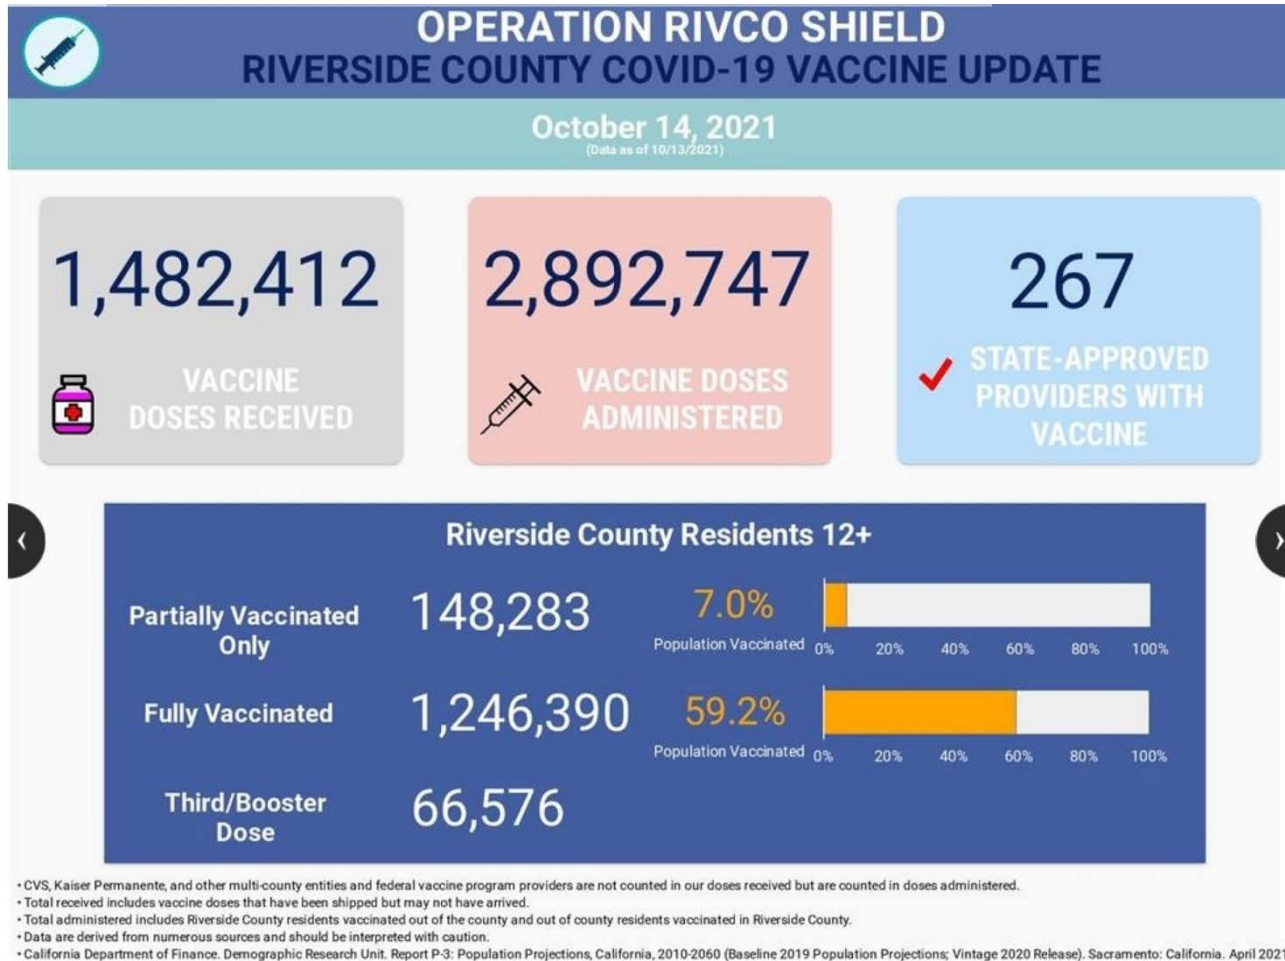 OPERATION RIVCO SHIELD
RIVERSIDE COUNTY COVID-19 VACCINE UPDATE
October 14, 2021
(Data as of 10/13/2021)
1,482,412
VACCINE
DOSES RECEIVED
2,892,747
VACCINE DOSES
ADMINISTERED
267
STATE-APPROVED
PROVIDERS WITH
VACCINE
Riverside County Residents 12+
Partially Vaccinated
Only
148,283
7.0%
Population Vaccinated
0% 20% 40% 60% 80% 100%
Fully Vaccinated
1,246,390
59.2%
Population Vaccinated
0% 20% 40% 60% 80% 100%
Third/Booster
Dose
66,576
• CVS, Kaiser Permanente, and other multi-county entities and federal vaccine program providers are not counted in our doses received but are counted in doses administered.
• Total received includes vaccine doses that have been shipped but may not have arrived.
• Total administered includes Riverside County residents vaccinated out of the county and out of county residents vaccinated in Riverside County.
• Data are derived from numerous sources and should be interpreted with caution.
• California Department of Finance. Demographic Research Unit. Report P-3: Population Projections, California, 2010-2060 (Baseline 2019 Population Projections; Vintage 2020 Release). Sacramento: California. April 2021